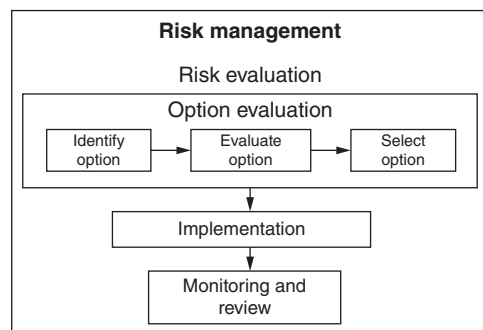 Risk management
Risk evaluation
Option evaluation
Identify
option
Evaluate
option
Select
option
Implementation
Monitoring and
review